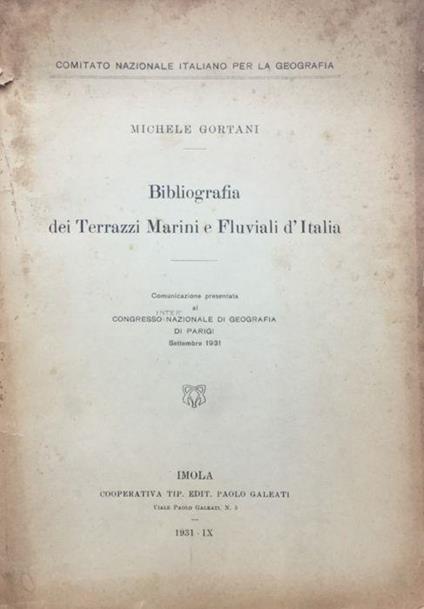 COMITATO NAZIONALE ITALIANO PER LA GEOGRAFIA
MICHELE GORTANI
Bibliografia
dei Terrazzi Marini e Fluviali d'Italia
Comunicazione presentata
al
INTER
CONGRESSO NAZIONALE DI GEOGRAFIA
DI PARIGI
Settembre 1931
IMOLA
COOPERATIVA TIP. EDIT. PAOLO GALEATI
VIALE PAOLO GALEATI, N. 5
1931 - IX